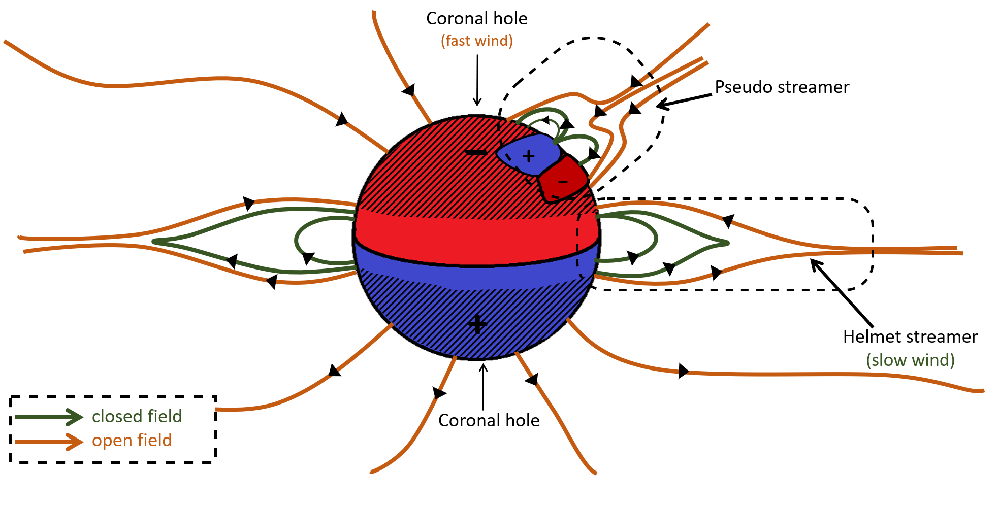 Coronal hole
(fast wind)
Pseudo streamer
−
+
-
+
Helmet streamer
(slow wind)
Coronal hole
closed field
open field